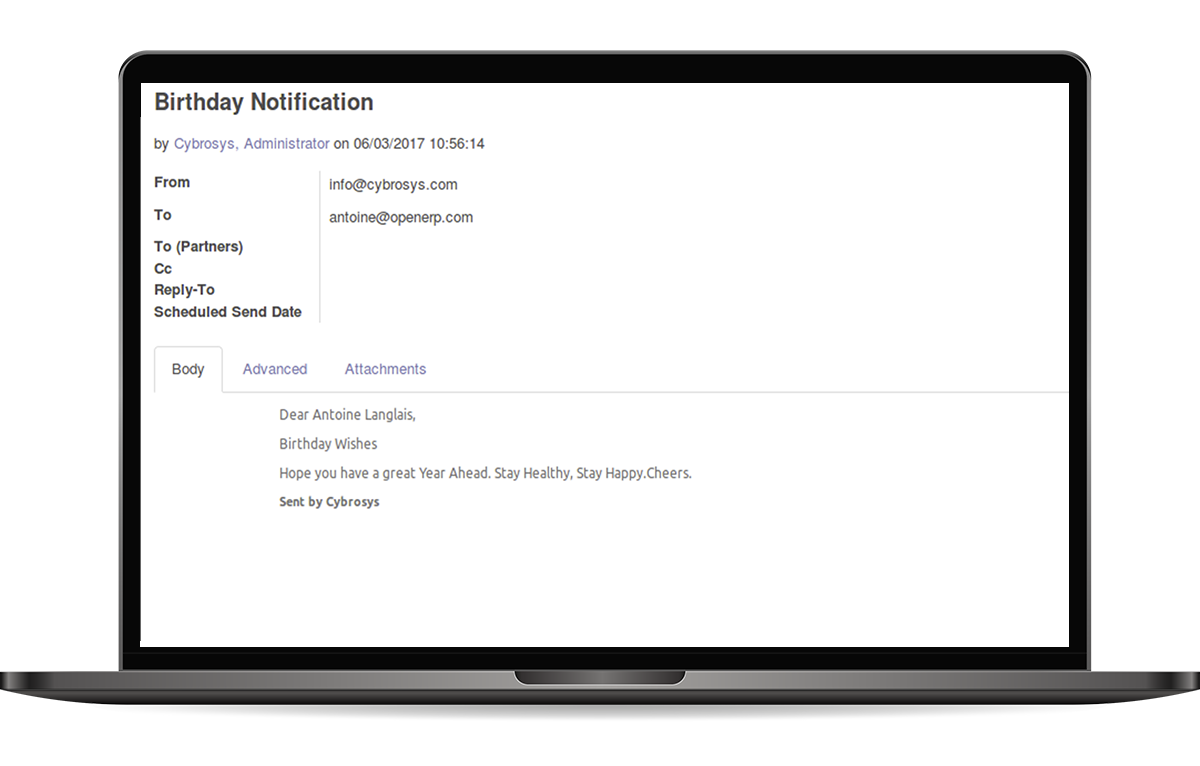 Birthday Notification
by Cybrosys, Administrator on 06/03/2017 10:56:14
From info@cybrosys.com
To antoine@openerp.com
To (Partners)
Cc
Reply-To
Scheduled Send Date
Body Advanced Attachments
Dear Antoine Langlais,
Birthday Wishes
Hope you have a great Year Ahead. Stay Healthy, Stay Happy.Cheers.
Sent by Cybrosys